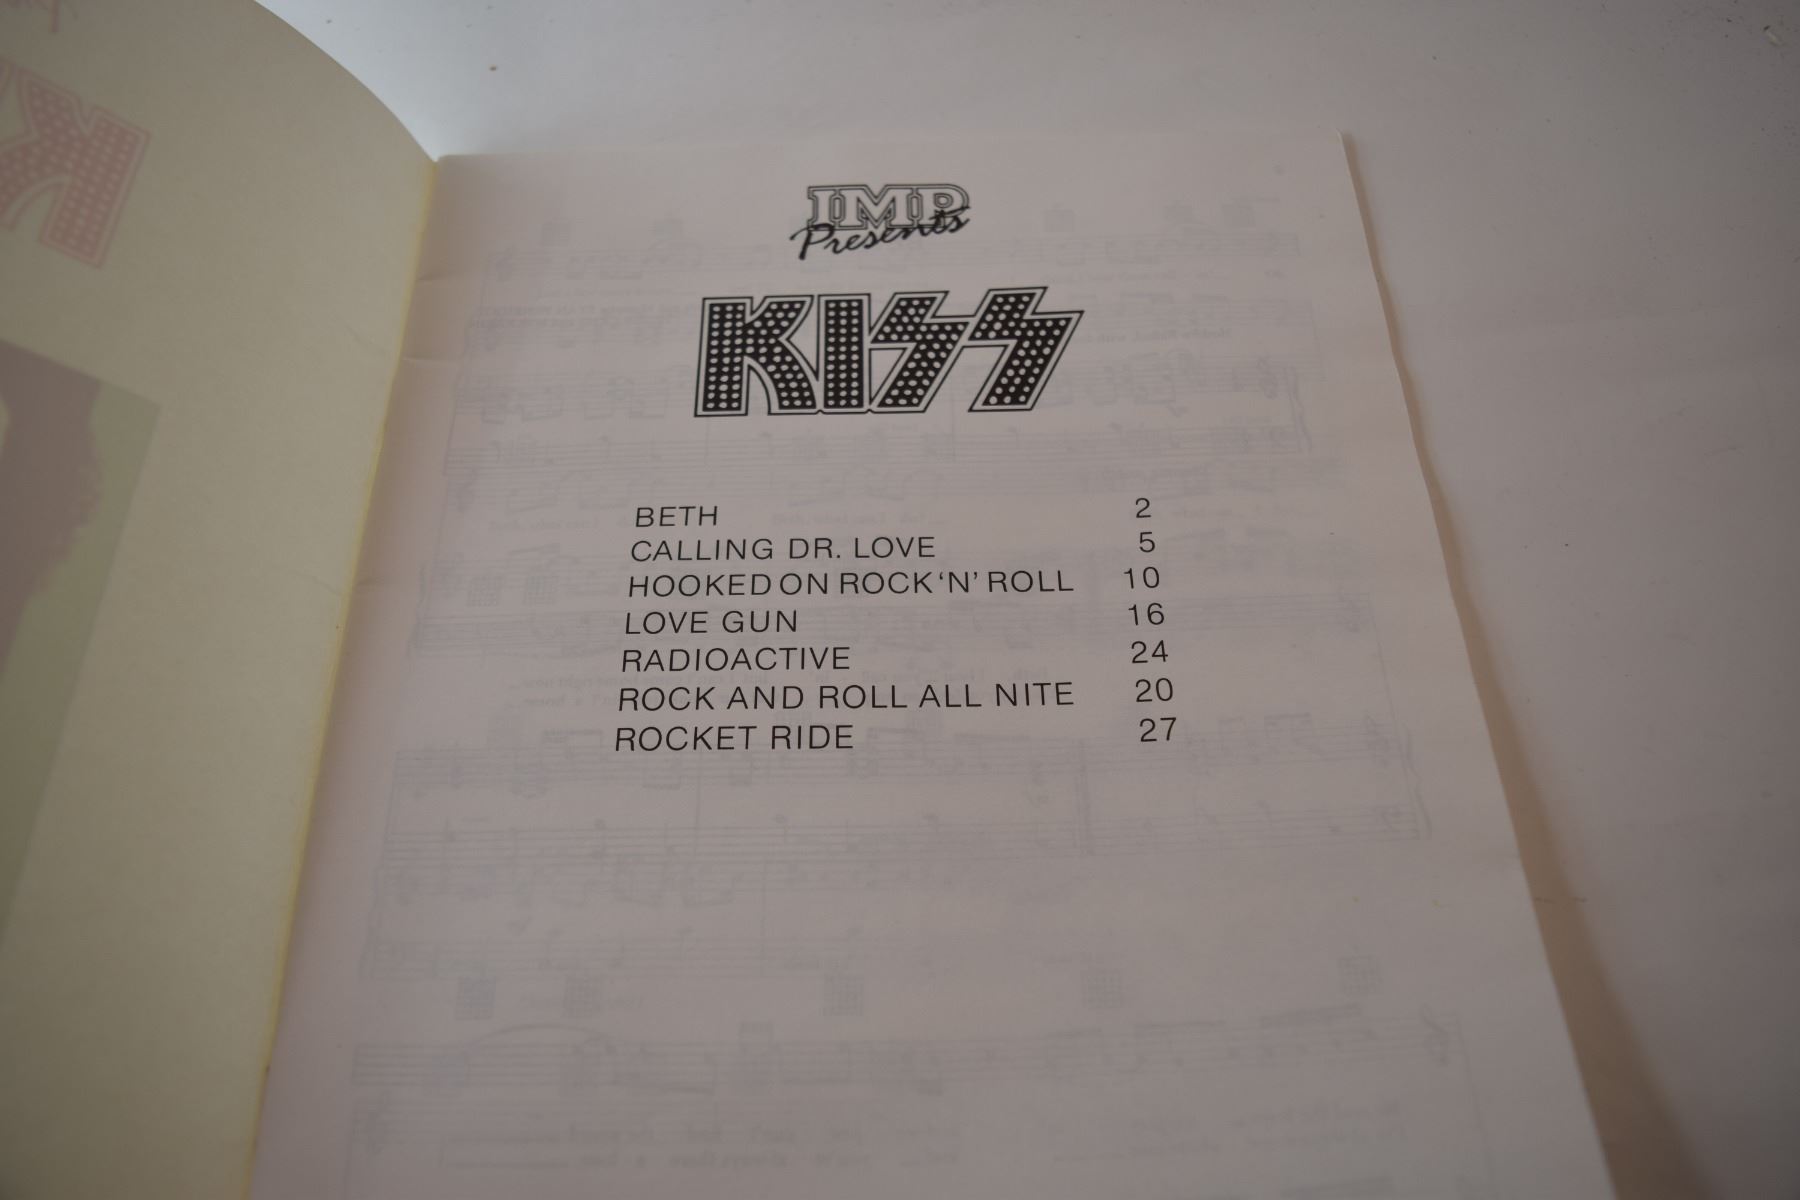 IMP
Presents
KISS
BETH 2
CALLING DR. LOVE 5
HOOKED ON ROCK 'N' ROLL 10
LOVE GUN 16
RADIOACTIVE 24
ROCK AND ROLL ALL NITE 20
ROCKET RIDE 27